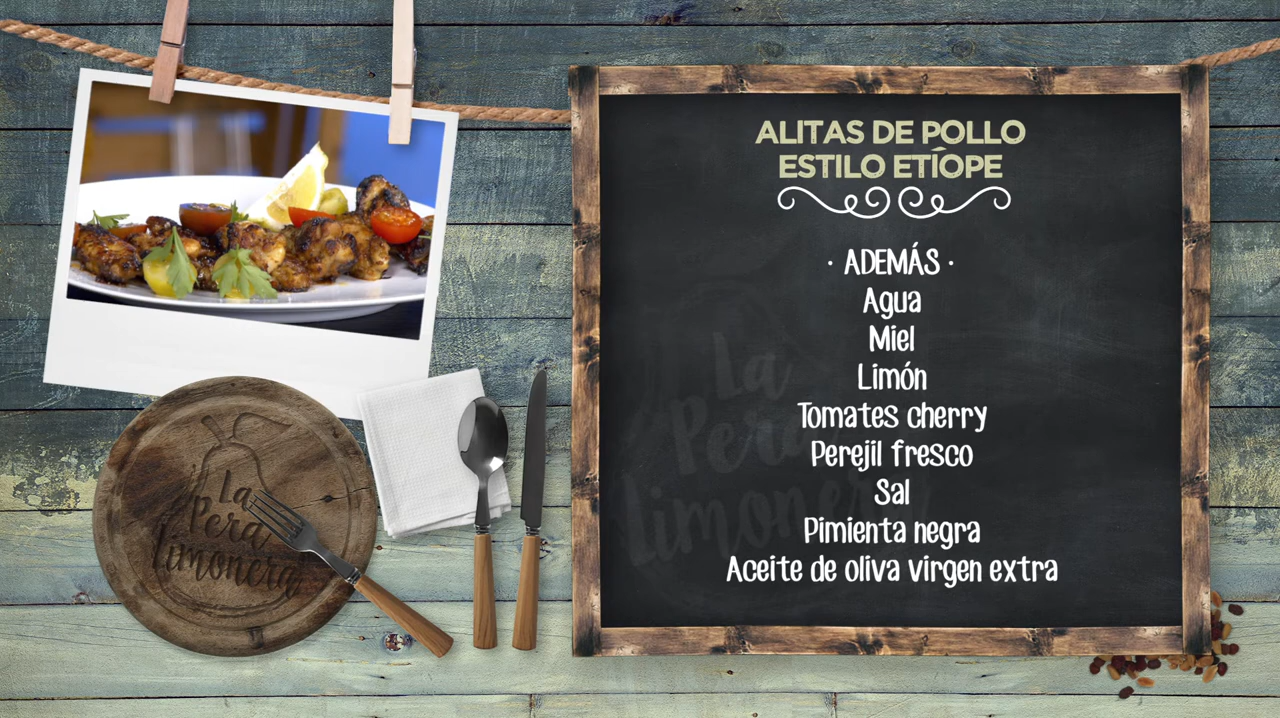 ALITAS DE POLLO
ESTILO ETÍOPE
· ADEMÁS ·
Agua
Miel
Limón
Tomates cherry
Perejil fresco
Sal
Pimienta negra
Aceite de oliva virgen extra
La
Pera
Limonera
La
Pera
Limonera